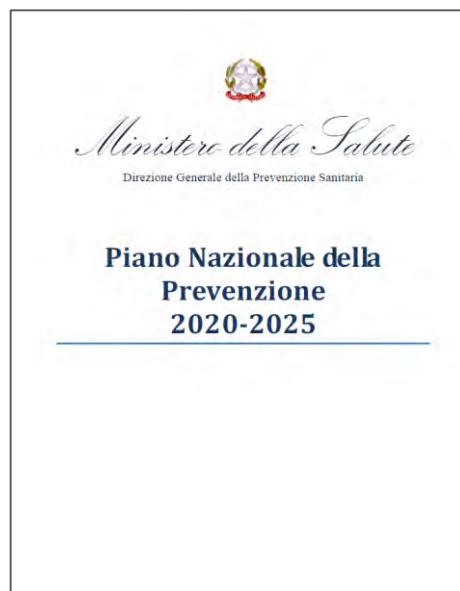 Ministero della Salute
Direzione Generale della Prevenzione Sanitaria
Piano Nazionale della
Prevenzione
2020-2025